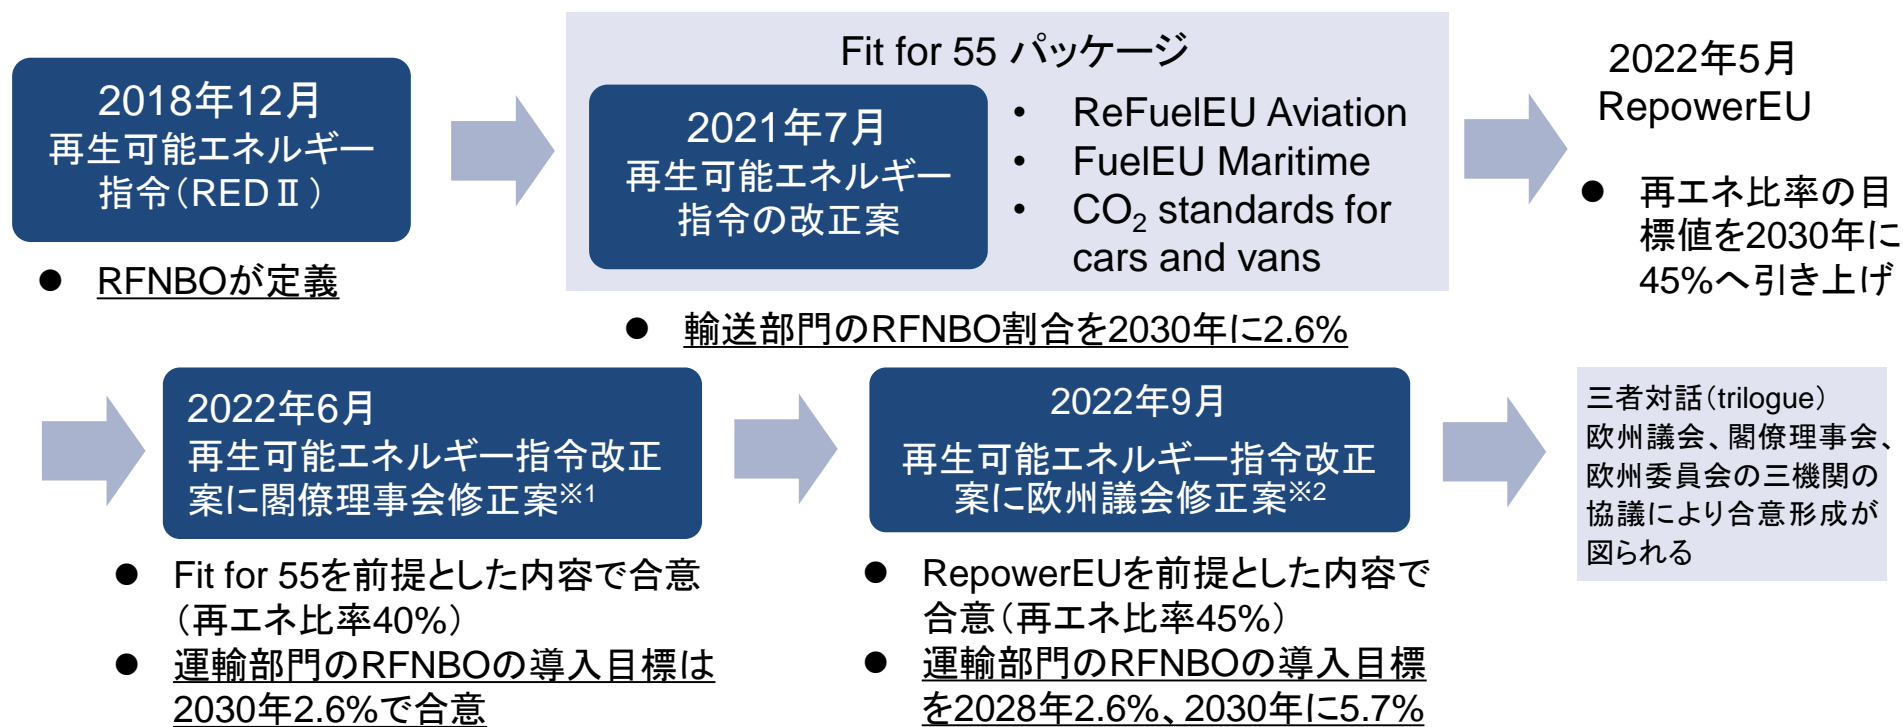 2018年12月
再生可能エネルギー
指令（REDⅡ）
● RFNBOが定義
Fit for 55 パッケージ
2021年7月
再生可能エネルギー
指令の改正案
• ReFuelEU Aviation
• FuelEU Maritime
• CO₂ standards for
cars and vans
● 輸送部門のRFNBO割合を2030年に2.6%
2022年5月
RepowerEU
● 再エネ比率の目
標値を2030年に
45%へ引き上げ
2022年6月
再生可能エネルギー指令改正
案に閣僚理事会修正案※1
● Fit for 55を前提とした内容で合意
（再エネ比率40%）
● 運輸部門のRFNBOの導入目標は
2030年2.6%で合意
2022年9月
再生可能エネルギー指令改正
案に欧州議会修正案※2
● RepowerEUを前提とした内容で
合意（再エネ比率45%）
● 運輸部門のRFNBOの導入目標
を2028年2.6%、2030年に5.7%
三者対話（trilogue）
欧州議会、閣僚理事会、
欧州委員会の三機関の
協議により合意形成が
図られる